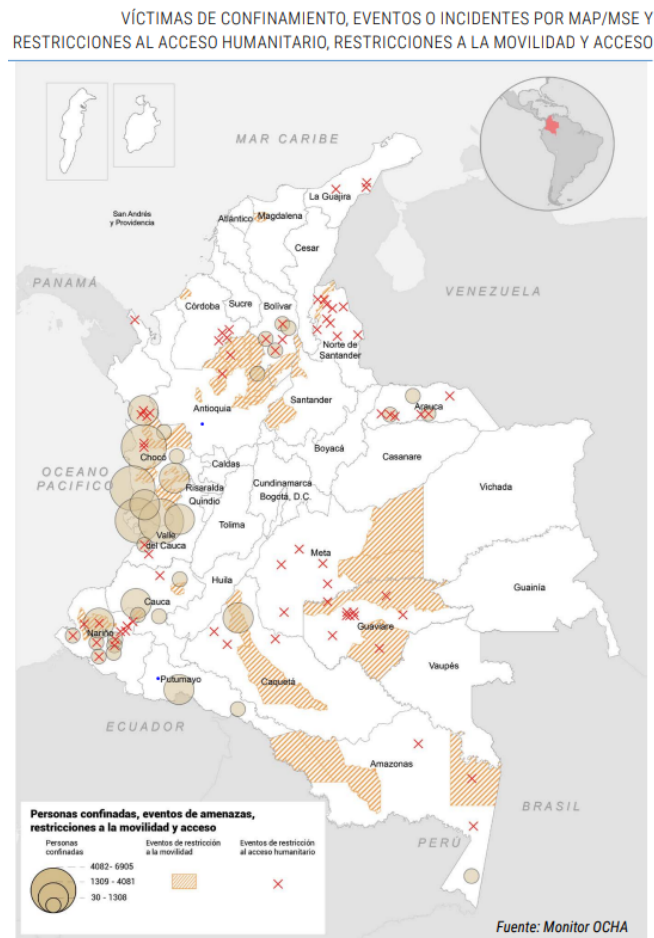 VÍCTIMAS DE CONFINAMIENTO, EVENTOS O INCIDENTES POR MAP/MSE Y
RESTRICCIONES AL ACCESO HUMANITARIO, RESTRICCIONES A LA MOVILIDAD Y ACCESO
MAR CARIBE
La Guajira
San Andrés
y Providencia
Atlántico
Magdalena
Cesar
PANAMÁ
VENEZUELA
Córdoba
Sucre
Bolívar
Norte de
Santander
Santander
Antioquia
Arauca
Boyacá
Chocó
Caldas
Casanare
OCEANO
PACIFICO
Risaralda
Cundinamarca
Vichada
Quindio
Bogotá, D.C.
Tolima
Valle
del Cauca
Meta
Huila
Guainía
Cauca
Nariño
Guaviare
Vaupés
Putumayo
Caquetá
ECUADOR
Amazonas
BRASIL
PERÚ
Personas confinadas, eventos de amenazas,
restricciones a la movilidad y acceso
Personas
confinadas
Eventos de restricción
a la movilidad
Eventos de restricción
al acceso humanitario
4082- 6905
1309 - 4081
30 - 1308
Fuente: Monitor OCHA